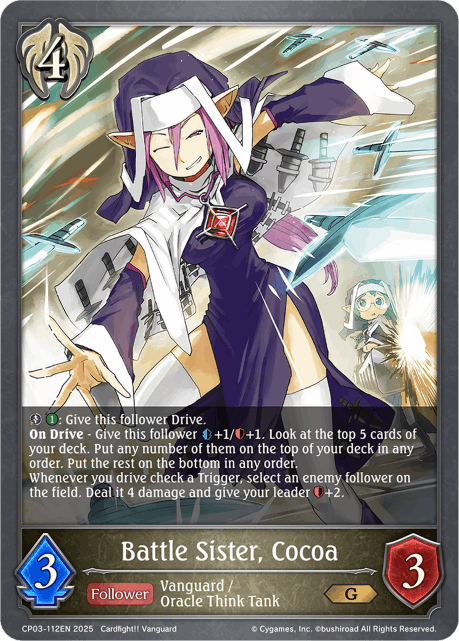 4
1 : Give this follower Drive.
On Drive - Give this follower +1/ +1. Look at the top 5 cards of
your deck. Put any number of them on the top of your deck in any
order. Put the rest on the bottom in any order.
Whenever you drive check a Trigger, select an enemy follower on
the field. Deal it 4 damage and give your leader +2.
Battle Sister, Cocoa
3
Follower
Vanguard /
Oracle Think Tank
G
3
CP03-112EN 2025 Cardfight!! Vanguard
© Cygames, Inc. ©bushiroad All Rights Reserved.